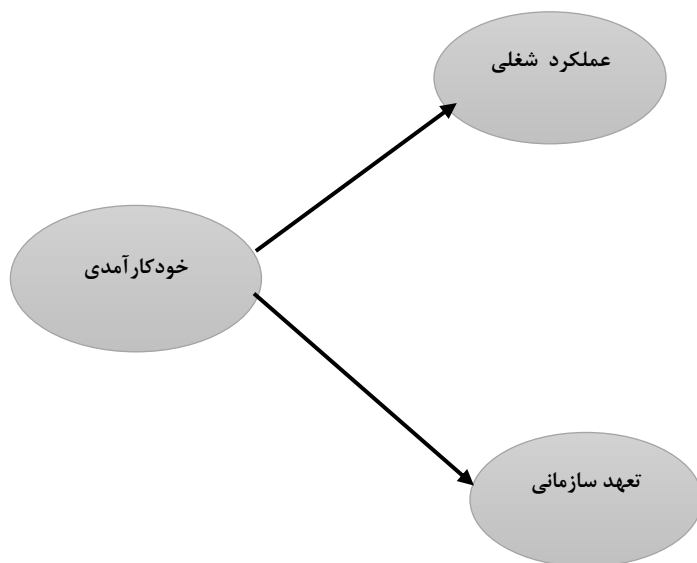 عملکرد شغلی
خودکارآمدی
تعهد سازمانی